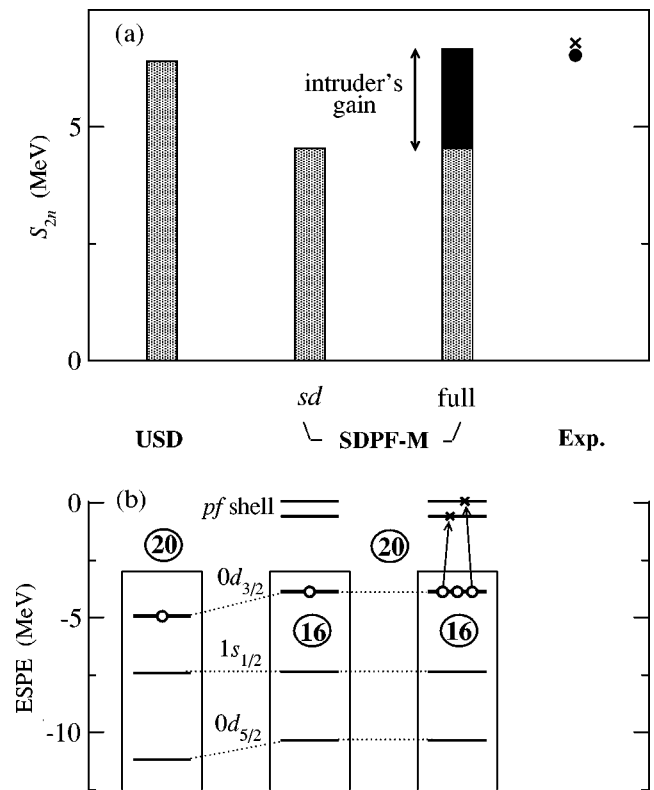 (a)
intruder's
gain
5
S2n (MeV)
0
sd full
USD SDPF-M Exp.
(b)
0
pf shell
20 20
0d3/2
-5
16 16
1s1/2
ESPE (MeV)
0d5/2
-10